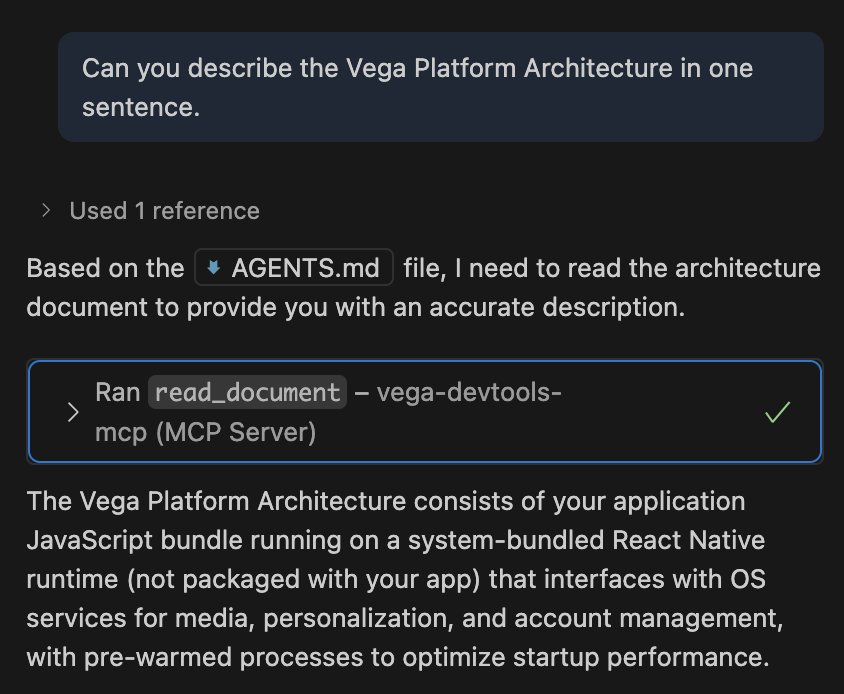 Can you describe the Vega Platform Architecture in one
sentence.
Used 1 reference
Based on the AGENTS.md file, I need to read the architecture
document to provide you with an accurate description.
Ran read_document – vega-devtools-
mcp (MCP Server)
The Vega Platform Architecture consists of your application
JavaScript bundle running on a system-bundled React Native
runtime (not packaged with your app) that interfaces with OS
services for media, personalization, and account management,
with pre-warmed processes to optimize startup performance.